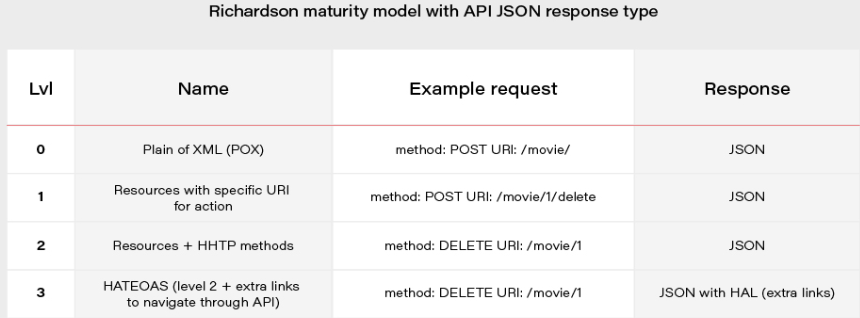 Richardson maturity model with API JSON response type
Lvl Name Example request Response
0 Plain of XML (POX) method: POST URI: /movie/ JSON
1 Resources with specific URI for action method: POST URI: /movie/1/delete JSON
2 Resources + HHTP methods method: DELETE URI: /movie/1 JSON
3 HATEOAS (level 2 + extra links to navigate through API) method: DELETE URI: /movie/1 JSON with HAL (extra links)